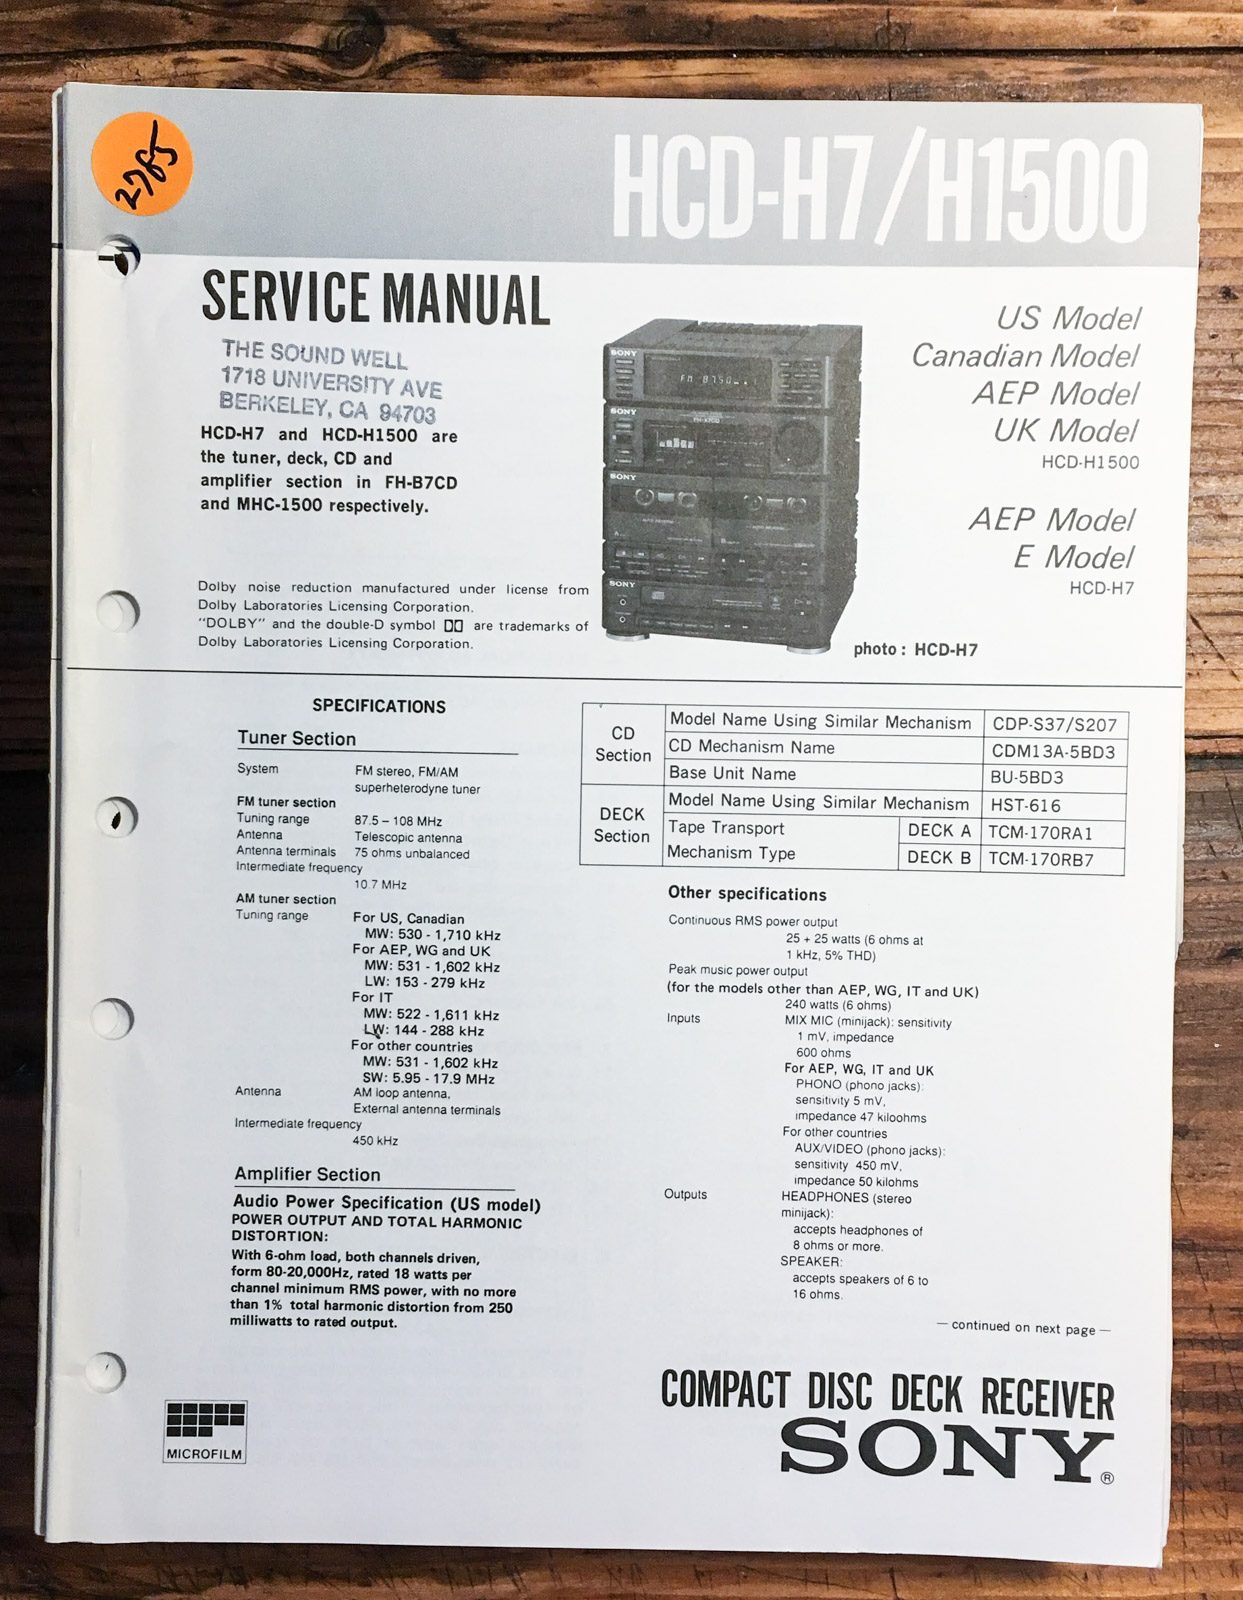 2785
HCD-H7/H1500
SERVICE MANUAL
THE SOUND WELL
1718 UNIVERSITY AVE
BERKELEY, CA 94703
HCD-H7 and HCD-H1500 are
the tuner, deck, CD and
amplifier section in FH-B7CD
and MHC-1500 respectively.
Dolby noise reduction manufactured under license from
Dolby Laboratories Licensing Corporation.
"DOLBY" and the double-D symbol are trademarks of
Dolby Laboratories Licensing Corporation.
SONY
FM 8750
SONY
SONY
SONY
photo : HCD-H7
US Model
Canadian Model
AEP Model
UK Model
HCD-H1500
AEP Model
E Model
HCD-H7
SPECIFICATIONS
Tuner Section
System FM stereo, FM/AM
superheterodyne tuner
FM tuner section
Tuning range 87.5 – 108 MHz
Antenna Telescopic antenna
Antenna terminals 75 ohms unbalanced
Intermediate frequency
10.7 MHz
AM tuner section
Tuning range For US, Canadian
MW: 530 - 1,710 kHz
For AEP, WG and UK
MW: 531 - 1,602 kHz
LW: 153 - 279 kHz
For IT
MW: 522 - 1,611 kHz
LW: 144 - 288 kHz
For other countries
MW: 531 - 1,602 kHz
SW: 5.95 - 17.9 MHz
Antenna AM loop antenna,
External antenna terminals
Intermediate frequency
450 kHz
Amplifier Section
Audio Power Specification (US model)
POWER OUTPUT AND TOTAL HARMONIC
DISTORTION:
With 6-ohm load, both channels driven,
form 80-20,000Hz, rated 18 watts per
channel minimum RMS power, with no more
than 1% total harmonic distortion from 250
milliwatts to rated output.
CD Section
Model Name Using Similar Mechanism CDP-S37/S207
CD Mechanism Name CDM13A-5BD3
Base Unit Name BU-5BD3
DECK Section
Model Name Using Similar Mechanism HST-616
Tape Transport DECK A TCM-170RA1
Mechanism Type DECK B TCM-170RB7
Other specifications
Continuous RMS power output
25 + 25 watts (6 ohms at
1 kHz, 5% THD)
Peak music power output
(for the models other than AEP, WG, IT and UK)
240 watts (6 ohms)
Inputs MIX MIC (minijack): sensitivity
1 mV, impedance
600 ohms
For AEP, WG, IT and UK
PHONO (phono jacks):
sensitivity 5 mV,
impedance 47 kiloohms
For other countries
AUX/VIDEO (phono jacks):
sensitivity 450 mV,
impedance 50 kilohms
Outputs HEADPHONES (stereo
minijack):
accepts headphones of
8 ohms or more.
SPEAKER:
accepts speakers of 6 to
16 ohms.
— continued on next page —
MICROFILM
COMPACT DISC DECK RECEIVER
SONY®